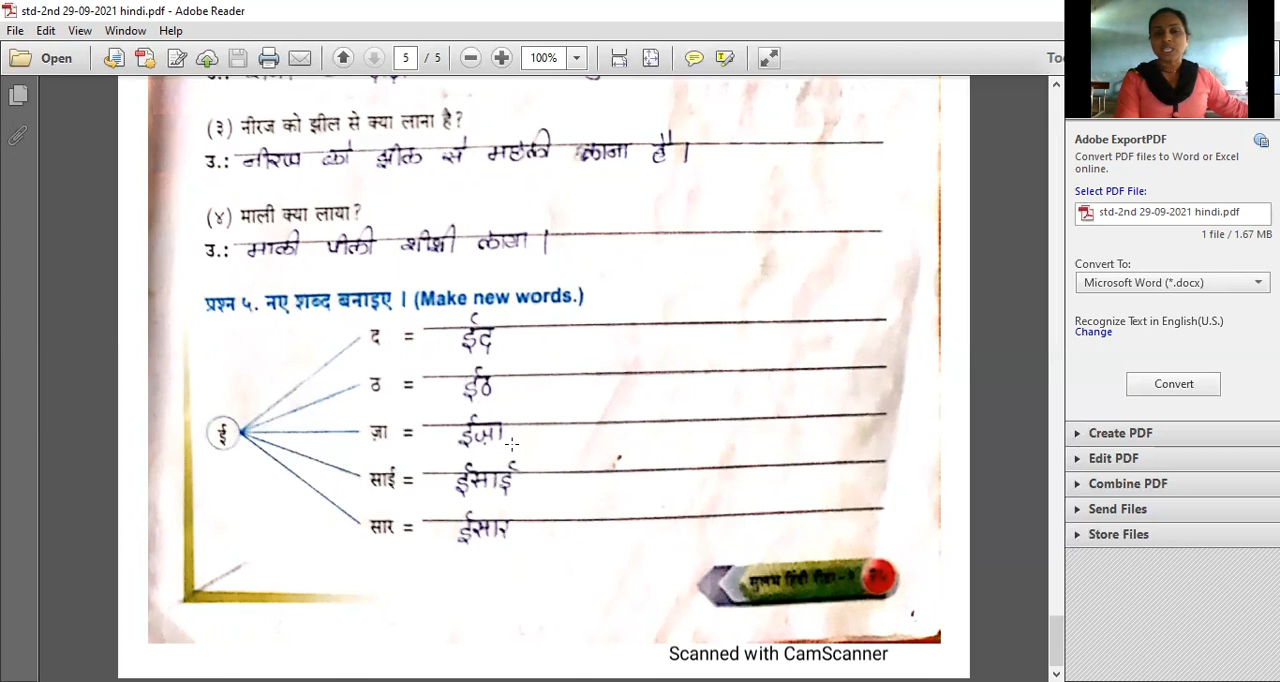 std-2nd 29-09-2021 hindi.pdf - Adobe Reader
File Edit View Window Help
Open 5 / 5 100% To
(३) नीरज को झील से क्या लाना है?
उ.: नीरज को झील से मछली लाना है।
(४) माली क्या लाया?
उ.: माली पीली शीशी लाया।
प्रश्न ५. नए शब्द बनाइए। (Make new words.)
ई
द = ईद
ठ = ईठ
ज़ा = ईज़ा
साई = ईसाई
सार = ईसार
सुलभ हिंदी
Scanned with CamScanner
Adobe ExportPDF
Convert PDF files to Word or Excel
online.
Select PDF File:
std-2nd 29-09-2021 hindi.pdf
1 file / 1.67 MB
Convert To:
Microsoft Word (*.docx)
Recognize Text in English(U.S.)
Change
Convert
Create PDF
Edit PDF
Combine PDF
Send Files
Store Files